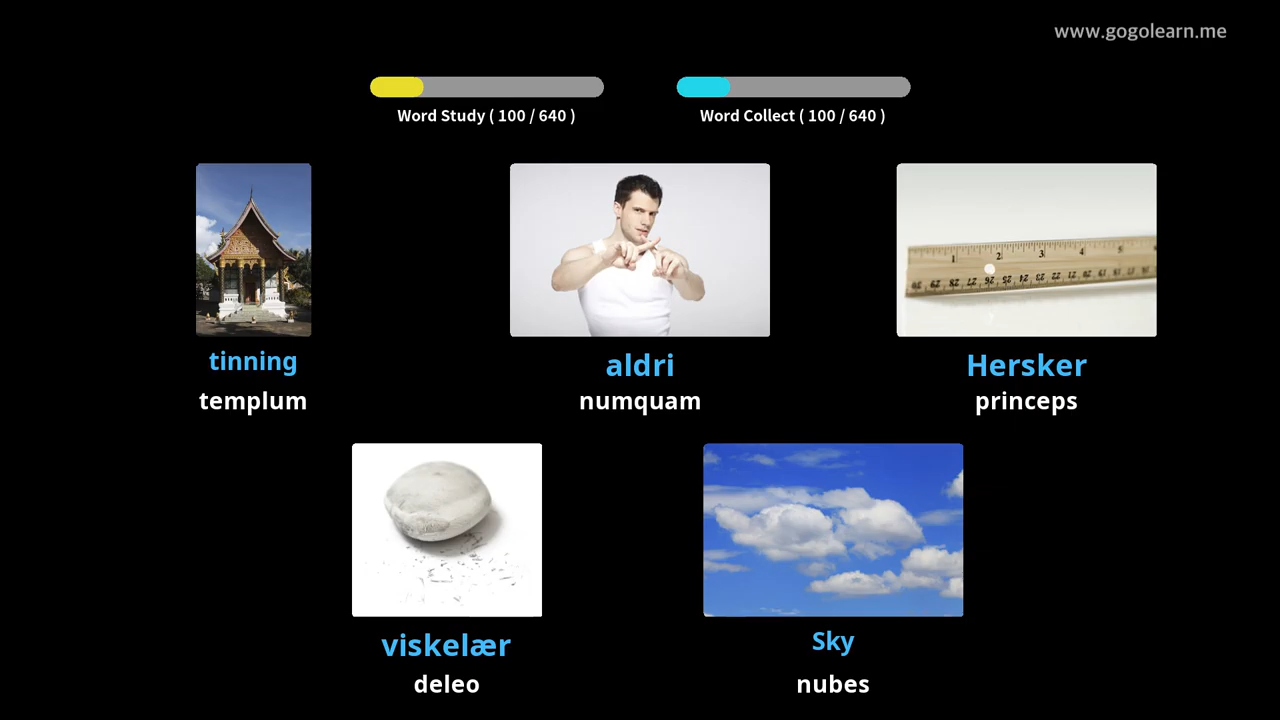 www.gogolearn.me
Word Study ( 100 / 640 )
Word Collect ( 100 / 640 )
tinning
templum
aldri
numquam
Hersker
princeps
viskelær
deleo
Sky
nubes